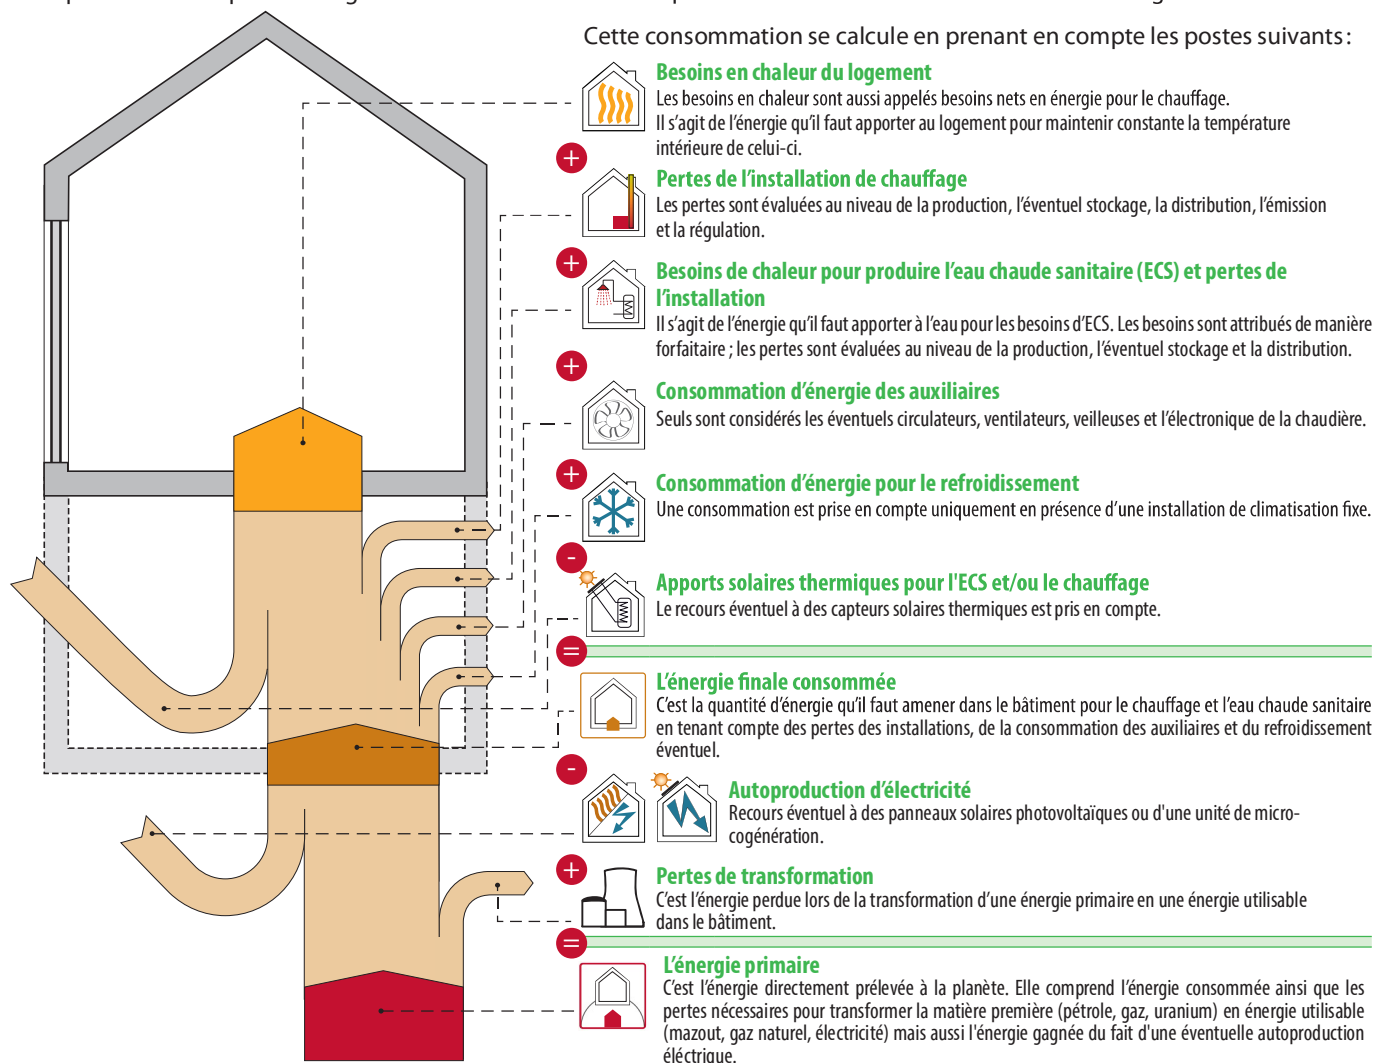 Cette consommation se calcule en prenant en compte les postes suivants :
Besoins en chaleur du logement
Les besoins en chaleur sont aussi appelés besoins nets en énergie pour le chauffage.
Il s'agit de l'énergie qu'il faut apporter au logement pour maintenir constante la température
intérieure de celui-ci.
+
Pertes de l'installation de chauffage
Les pertes sont évaluées au niveau de la production, l'éventuel stockage, la distribution, l'émission
et la régulation.
+
Besoins de chaleur pour produire l'eau chaude sanitaire (ECS) et pertes de
l'installation
Il s'agit de l'énergie qu'il faut apporter à l'eau pour les besoins d'ECS. Les besoins sont attribués de manière
forfaitaire ; les pertes sont évaluées au niveau de la production, l'éventuel stockage et la distribution.
+
Consommation d'énergie des auxiliaires
Seuls sont considérés les éventuels circulateurs, ventilateurs, veilleuses et l'électronique de la chaudière.
+
Consommation d'énergie pour le refroidissement
Une consommation est prise en compte uniquement en présence d'une installation de climatisation fixe.
-
Apports solaires thermiques pour l'ECS et/ou le chauffage
Le recours éventuel à des capteurs solaires thermiques est pris en compte.
=
L'énergie finale consommée
C'est la quantité d'énergie qu'il faut amener dans le bâtiment pour le chauffage et l'eau chaude sanitaire
en tenant compte des pertes des installations, de la consommation des auxiliaires et du refroidissement
éventuel.
-
Autoproduction d'électricité
Recours éventuel à des panneaux solaires photovoltaïques ou d'une unité de micro-
cogénération.
+
Pertes de transformation
C'est l'énergie perdue lors de la transformation d'une énergie primaire en une énergie utilisable
dans le bâtiment.
=
L'énergie primaire
C'est l'énergie directement prélevée à la planète. Elle comprend l'énergie consommée ainsi que les
pertes nécessaires pour transformer la matière première (pétrole, gaz, uranium) en énergie utilisable
(mazout, gaz naturel, électricité) mais aussi l'énergie gagnée du fait d'une éventuelle autoproduction
éléctrique.